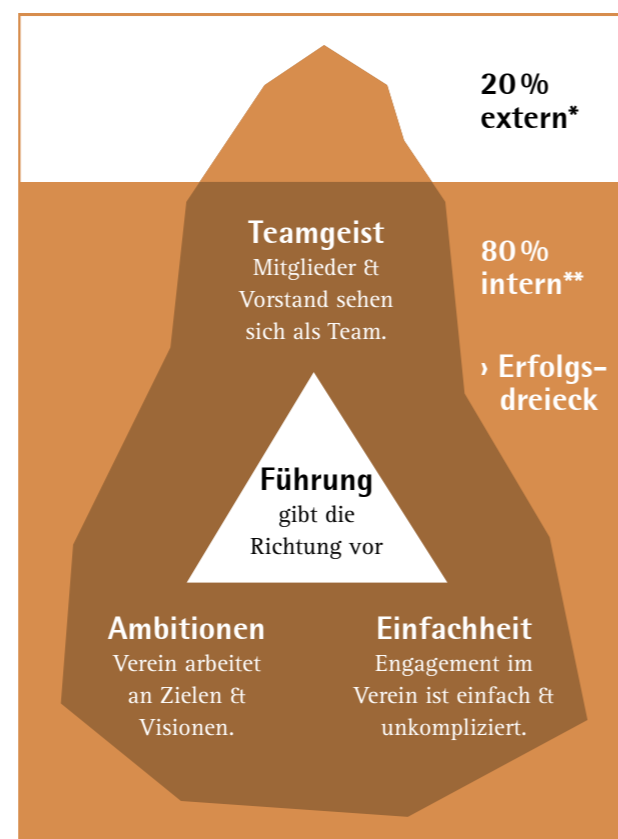 20 %
extern*
Teamgeist
Mitglieder &
Vorstand sehen
sich als Team.
80 %
intern**
› Erfolgs-
dreieck
Führung
gibt die
Richtung vor
Ambitionen
Verein arbeitet
an Zielen &
Visionen.
Einfachheit
Engagement im
Verein ist einfach &
unkompliziert.